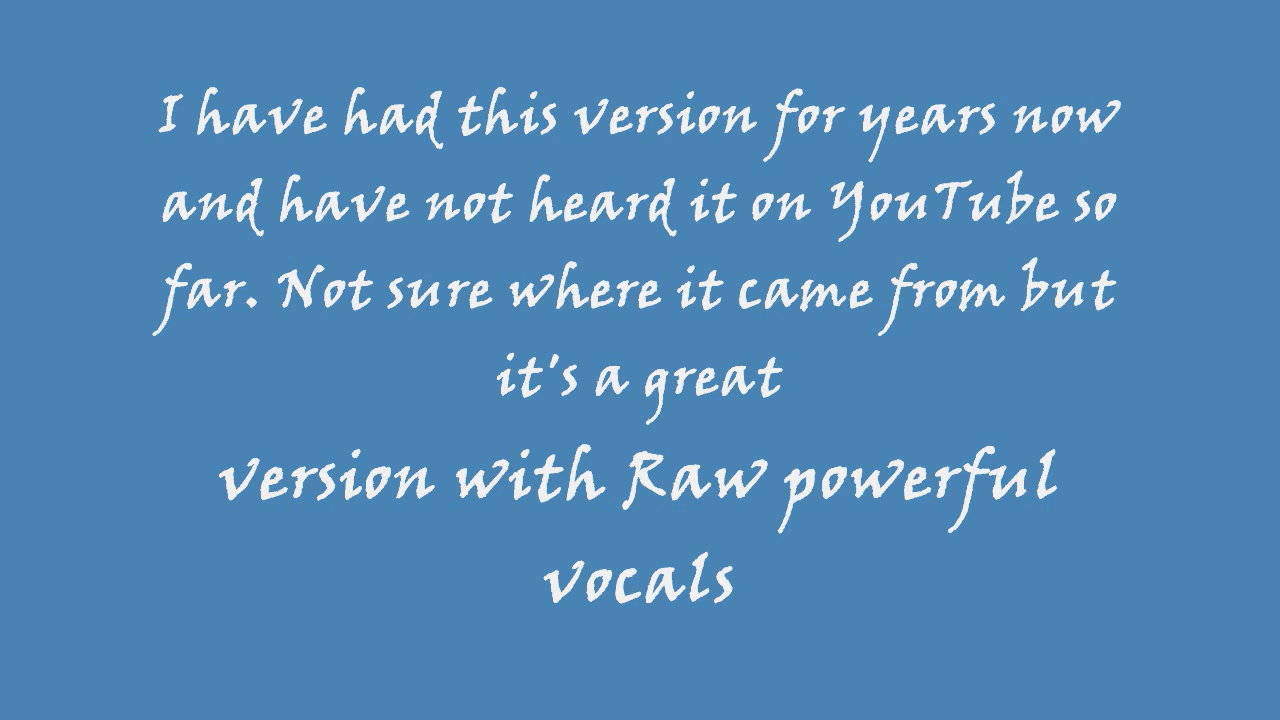 I have had this version for years now
and have not heard it on YouTube so
far. Not sure where it came from but
it's a great
version with Raw powerful
vocals